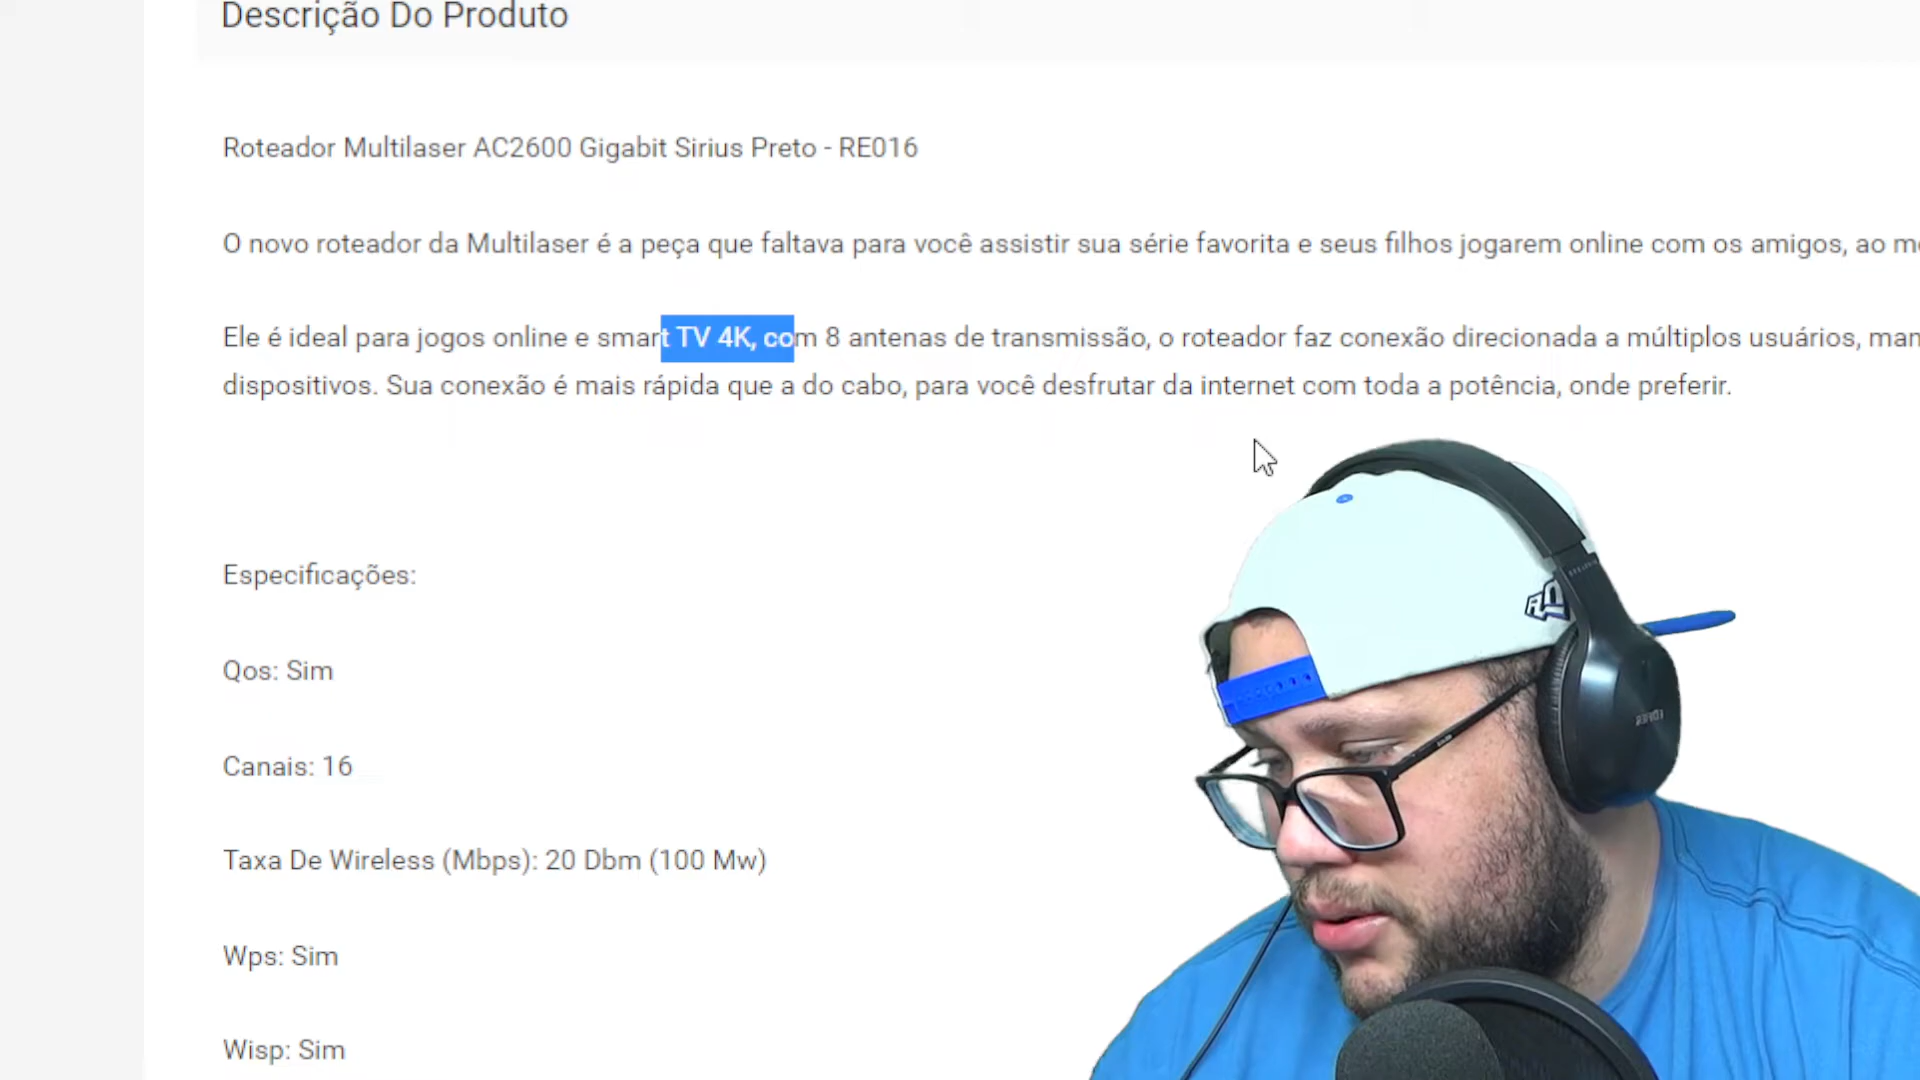 Descrição Do Produto
Roteador Multilaser AC2600 Gigabit Sirius Preto - RE016
O novo roteador da Multilaser é a peça que faltava para você assistir sua série favorita e seus filhos jogarem online com os amigos, ao
Ele é ideal para jogos online e smart TV 4K, com 8 antenas de transmissão, o roteador faz conexão direcionada a múltiplos usuários,
dispositivos. Sua conexão é mais rápida que a do cabo, para você desfrutar da internet com toda a potência, onde preferir.
Especificações:
Qos: Sim
Canais: 16
Taxa De Wireless (Mbps): 20 Dbm (100 Mw)
Wps: Sim
Wisp: Sim